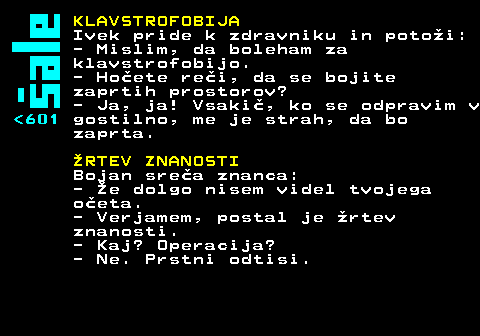 šale
<601
KLAVSTROFOBIJA
Ivek pride k zdravniku in potoži:
- Mislim, da boleham za
klavstrofobijo.
- Hočete reči, da se bojite
zaprtih prostorov?
- Ja, ja! Vsakič, ko se odpravim v
gostilno, me je strah, da bo
zaprta.
ŽRTEV ZNANOSTI
Bojan sreča znanca:
- Že dolgo nisem videl tvojega
očeta.
- Verjamem, postal je žrtev
znanosti.
- Kaj? Operacija?
- Ne. Prstni odtisi.